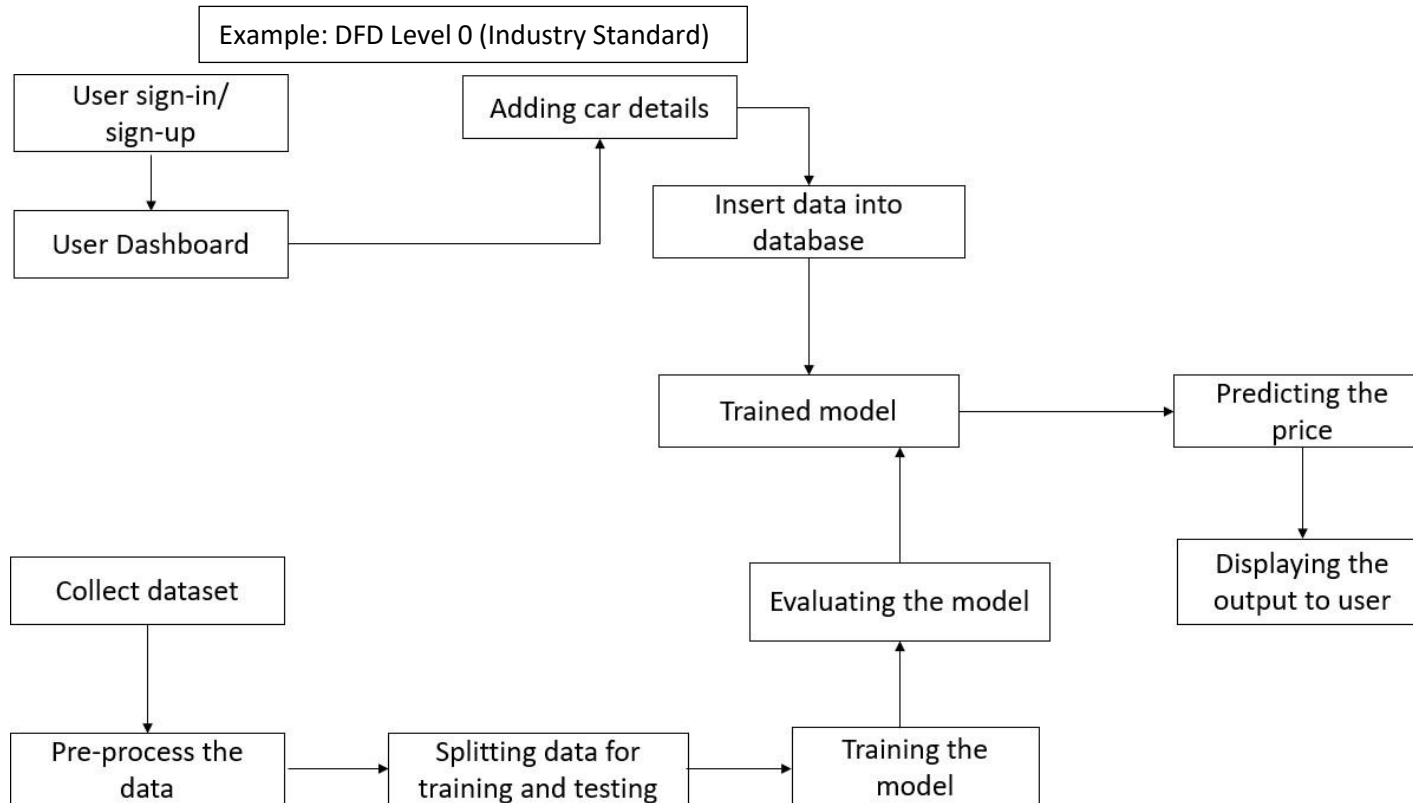 Example: DFD Level 0 (Industry Standard)
User sign-in/
sign-up
Adding car details
User Dashboard
Insert data into
database
Trained model
Predicting the
price
Collect dataset
Evaluating the model
Displaying the
output to user
Pre-process the
data
Splitting data for
training and testing
Training the
model